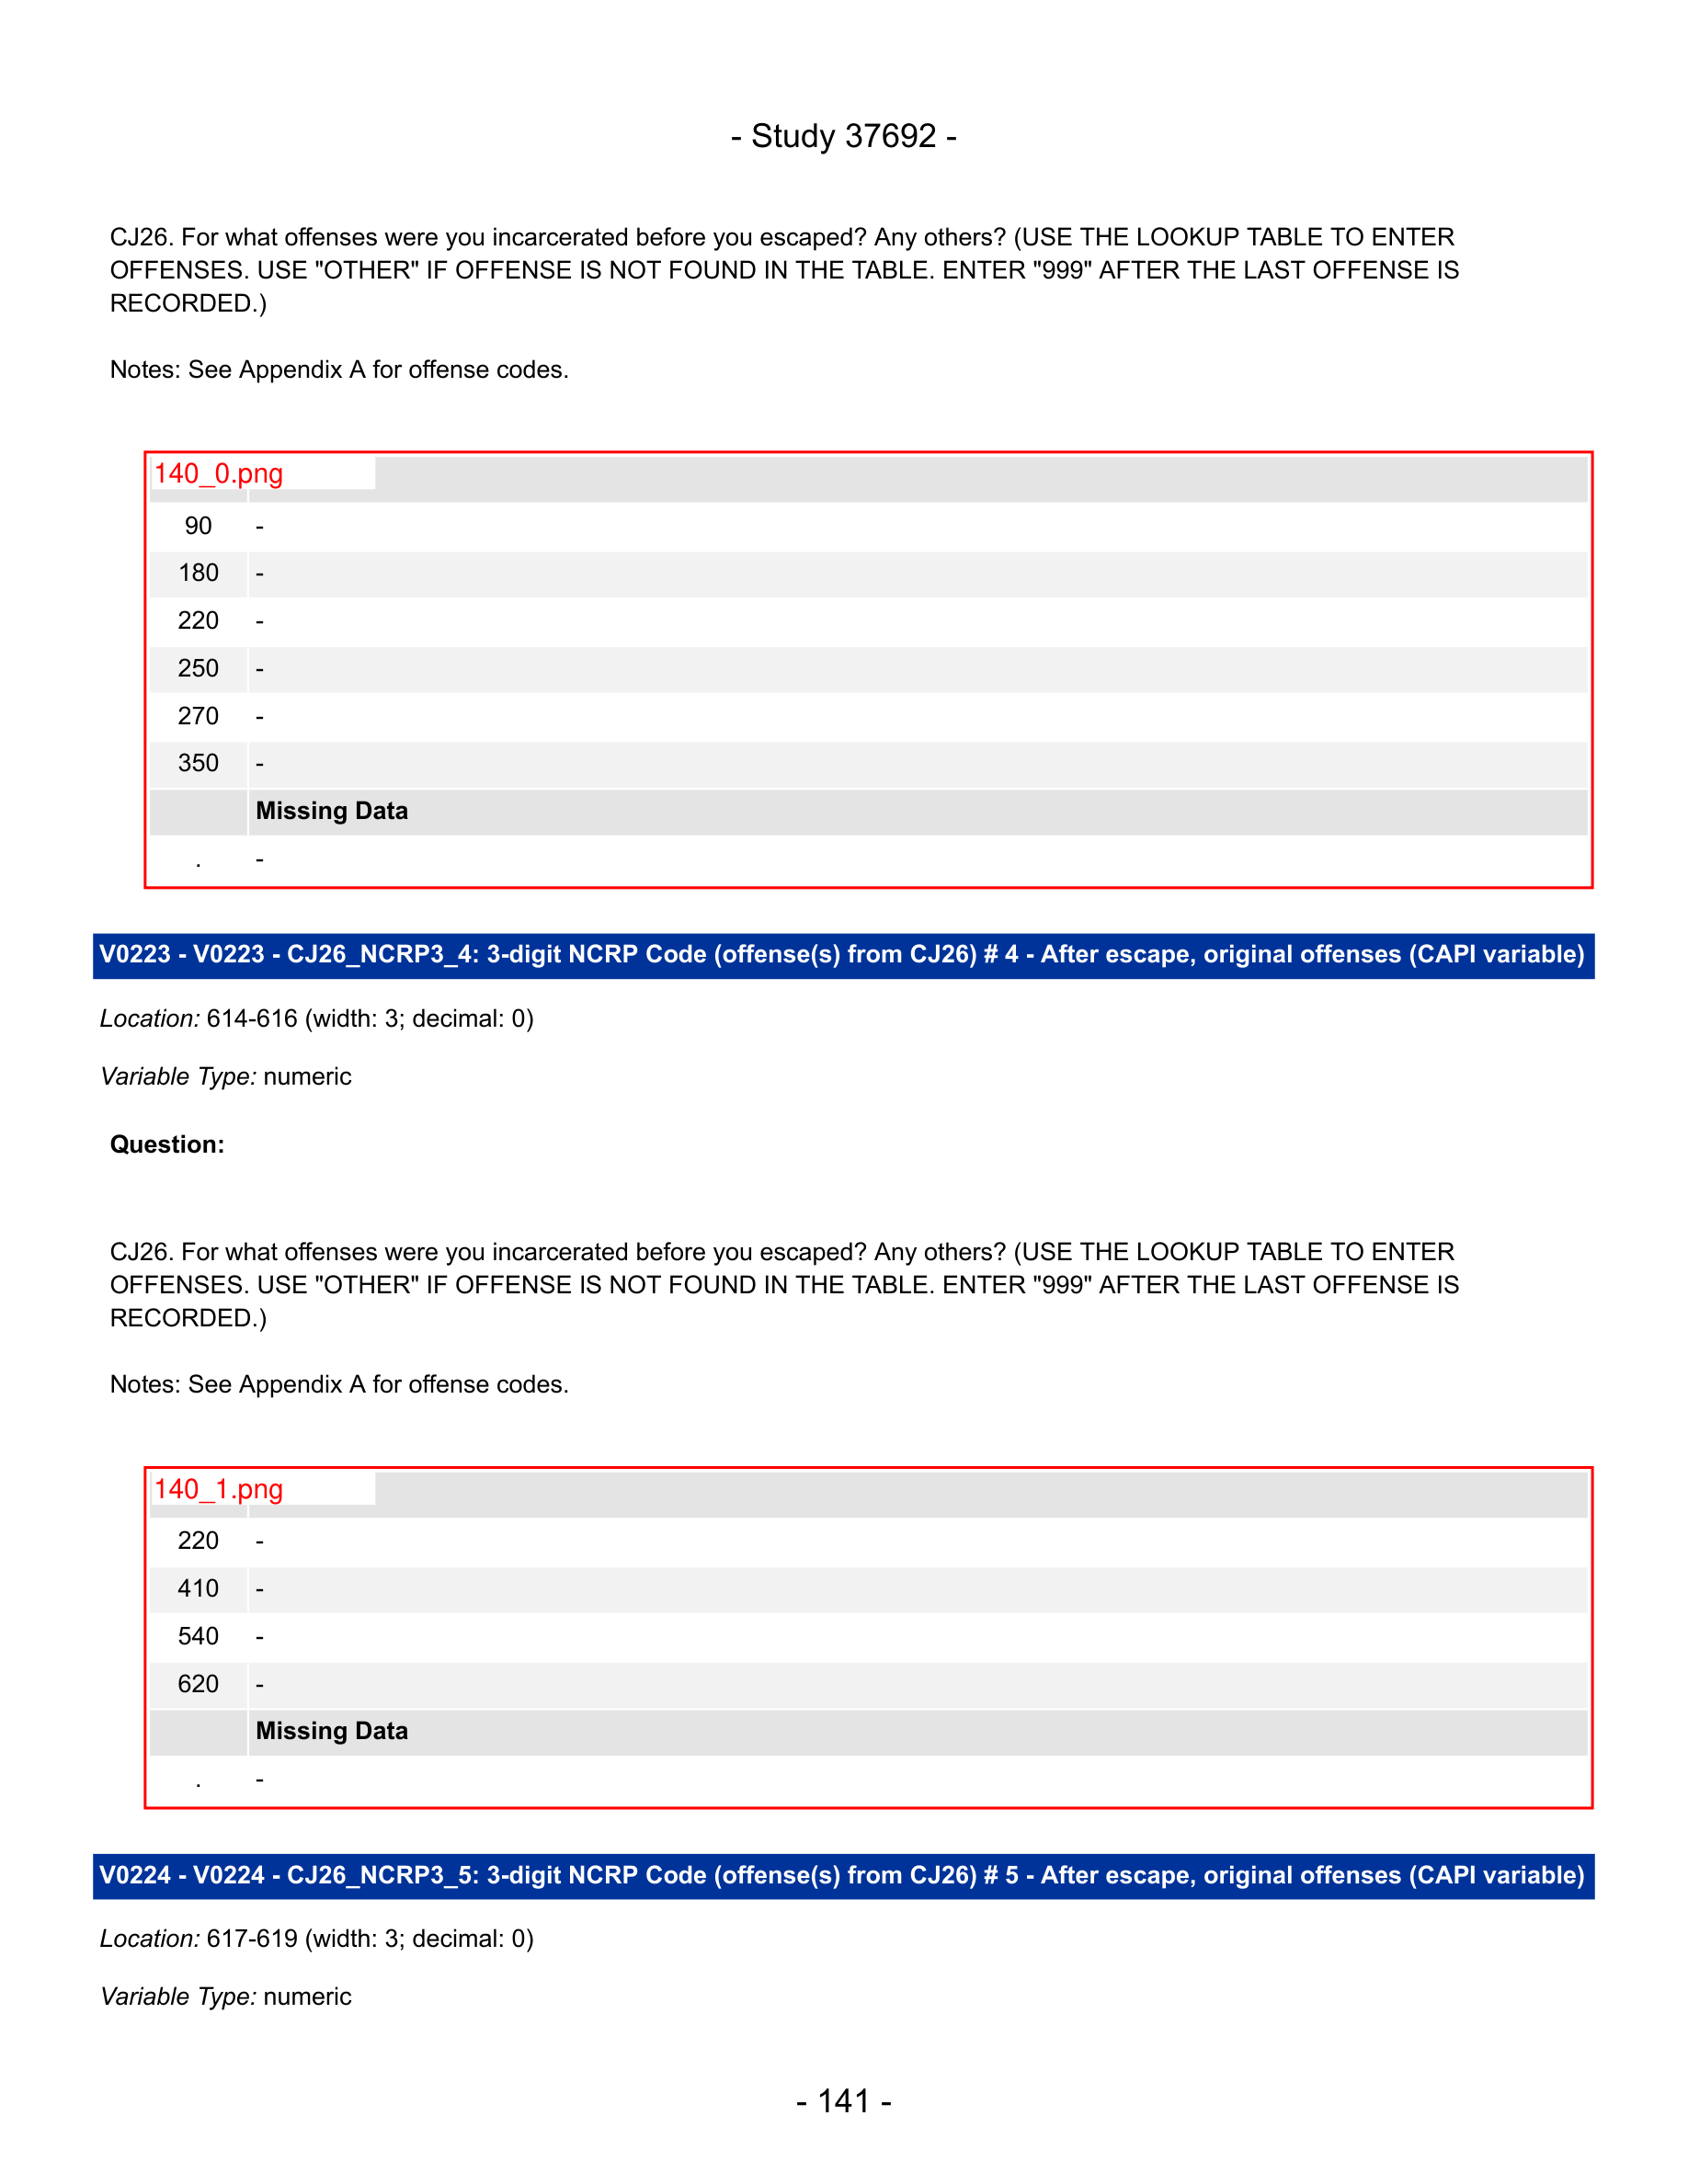 - Study 37692 -
CJ26. For what offenses were you incarcerated before you escaped? Any others? (USE THE LOOKUP TABLE TO ENTER
OFFENSES. USE "OTHER" IF OFFENSE IS NOT FOUND IN THE TABLE. ENTER "999" AFTER THE LAST OFFENSE IS
RECORDED.)
Notes: See Appendix A for offense codes.
140_0.png
90 -
180 -
220 -
250 -
270 -
350 -
Missing Data
. -
V0223 - V0223 - CJ26_NCRP3_4: 3-digit NCRP Code (offense(s) from CJ26) # 4 - After escape, original offenses (CAPI variable)
Location: 614-616 (width: 3; decimal: 0)
Variable Type: numeric
Question:
CJ26. For what offenses were you incarcerated before you escaped? Any others? (USE THE LOOKUP TABLE TO ENTER
OFFENSES. USE "OTHER" IF OFFENSE IS NOT FOUND IN THE TABLE. ENTER "999" AFTER THE LAST OFFENSE IS
RECORDED.)
Notes: See Appendix A for offense codes.
140_1.png
220 -
410 -
540 -
620 -
Missing Data
. -
V0224 - V0224 - CJ26_NCRP3_5: 3-digit NCRP Code (offense(s) from CJ26) # 5 - After escape, original offenses (CAPI variable)
Location: 617-619 (width: 3; decimal: 0)
Variable Type: numeric
- 141 -